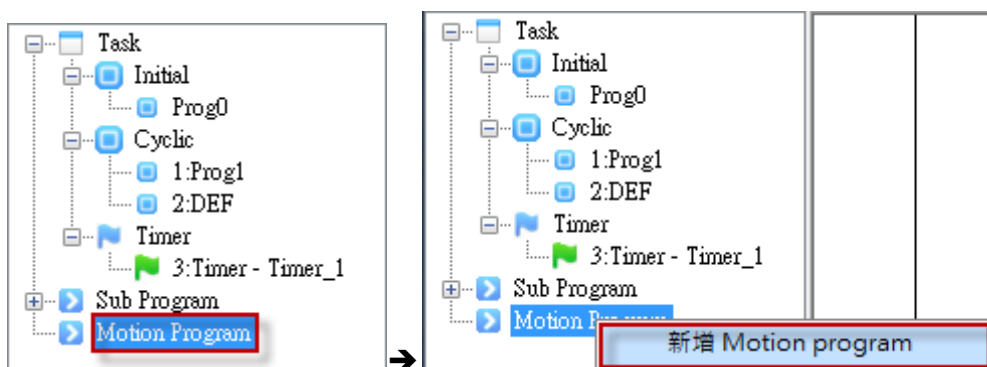 Task
Initial
Prog0
Cyclic
1:Prog1
2:DEF
Timer
3:Timer - Timer_1
Sub Program
Motion Program
➔
Task
Initial
Prog0
Cyclic
1:Prog1
2:DEF
Timer
3:Timer - Timer_1
Sub Program
Motion
新增 Motion program